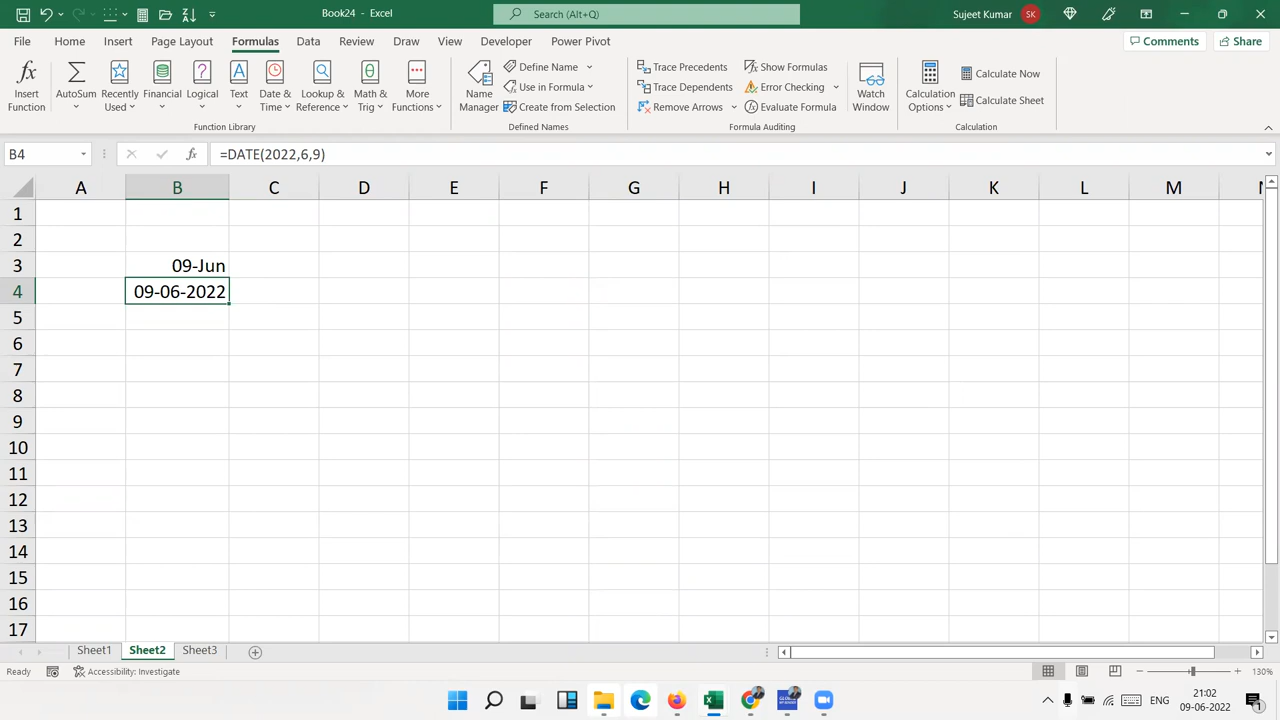 Book24 - Excel
Search (Alt+Q)
Sujeet Kumar
SK
File Home Insert Page Layout Formulas Data Review Draw View Developer Power Pivot
Comments
Share
Insert Function
AutoSum
Recently Used
Financial
Logical
Text
Date & Time
Lookup & Reference
Math & Trig
More Functions
Function Library
Name Manager
Define Name
Use in Formula
Create from Selection
Defined Names
Trace Precedents
Trace Dependents
Remove Arrows
Show Formulas
Error Checking
Evaluate Formula
Formula Auditing
Watch Window
Calculation Options
Calculate Now
Calculate Sheet
Calculation
B4
fx
=DATE(2022,6,9)
A B C D E F G H I J K L M
1
2
3 09-Jun
4 09-06-2022
5
6
7
8
9
10
11
12
13
14
15
16
17
Sheet1 Sheet2 Sheet3
Ready
Accessibility: Investigate
130%
ENG
21:02
09-06-2022
1